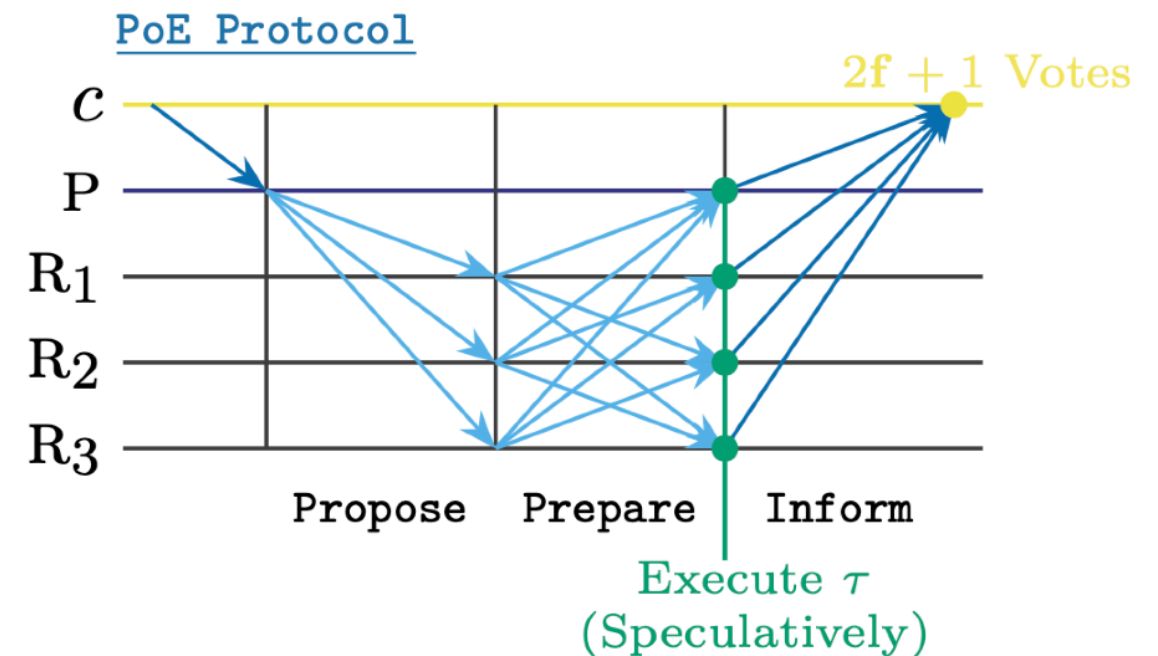 PoE Protocol
2f + 1 Votes
c
P
R1
R2
R3
Propose Prepare Inform
Execute τ
(Speculatively)